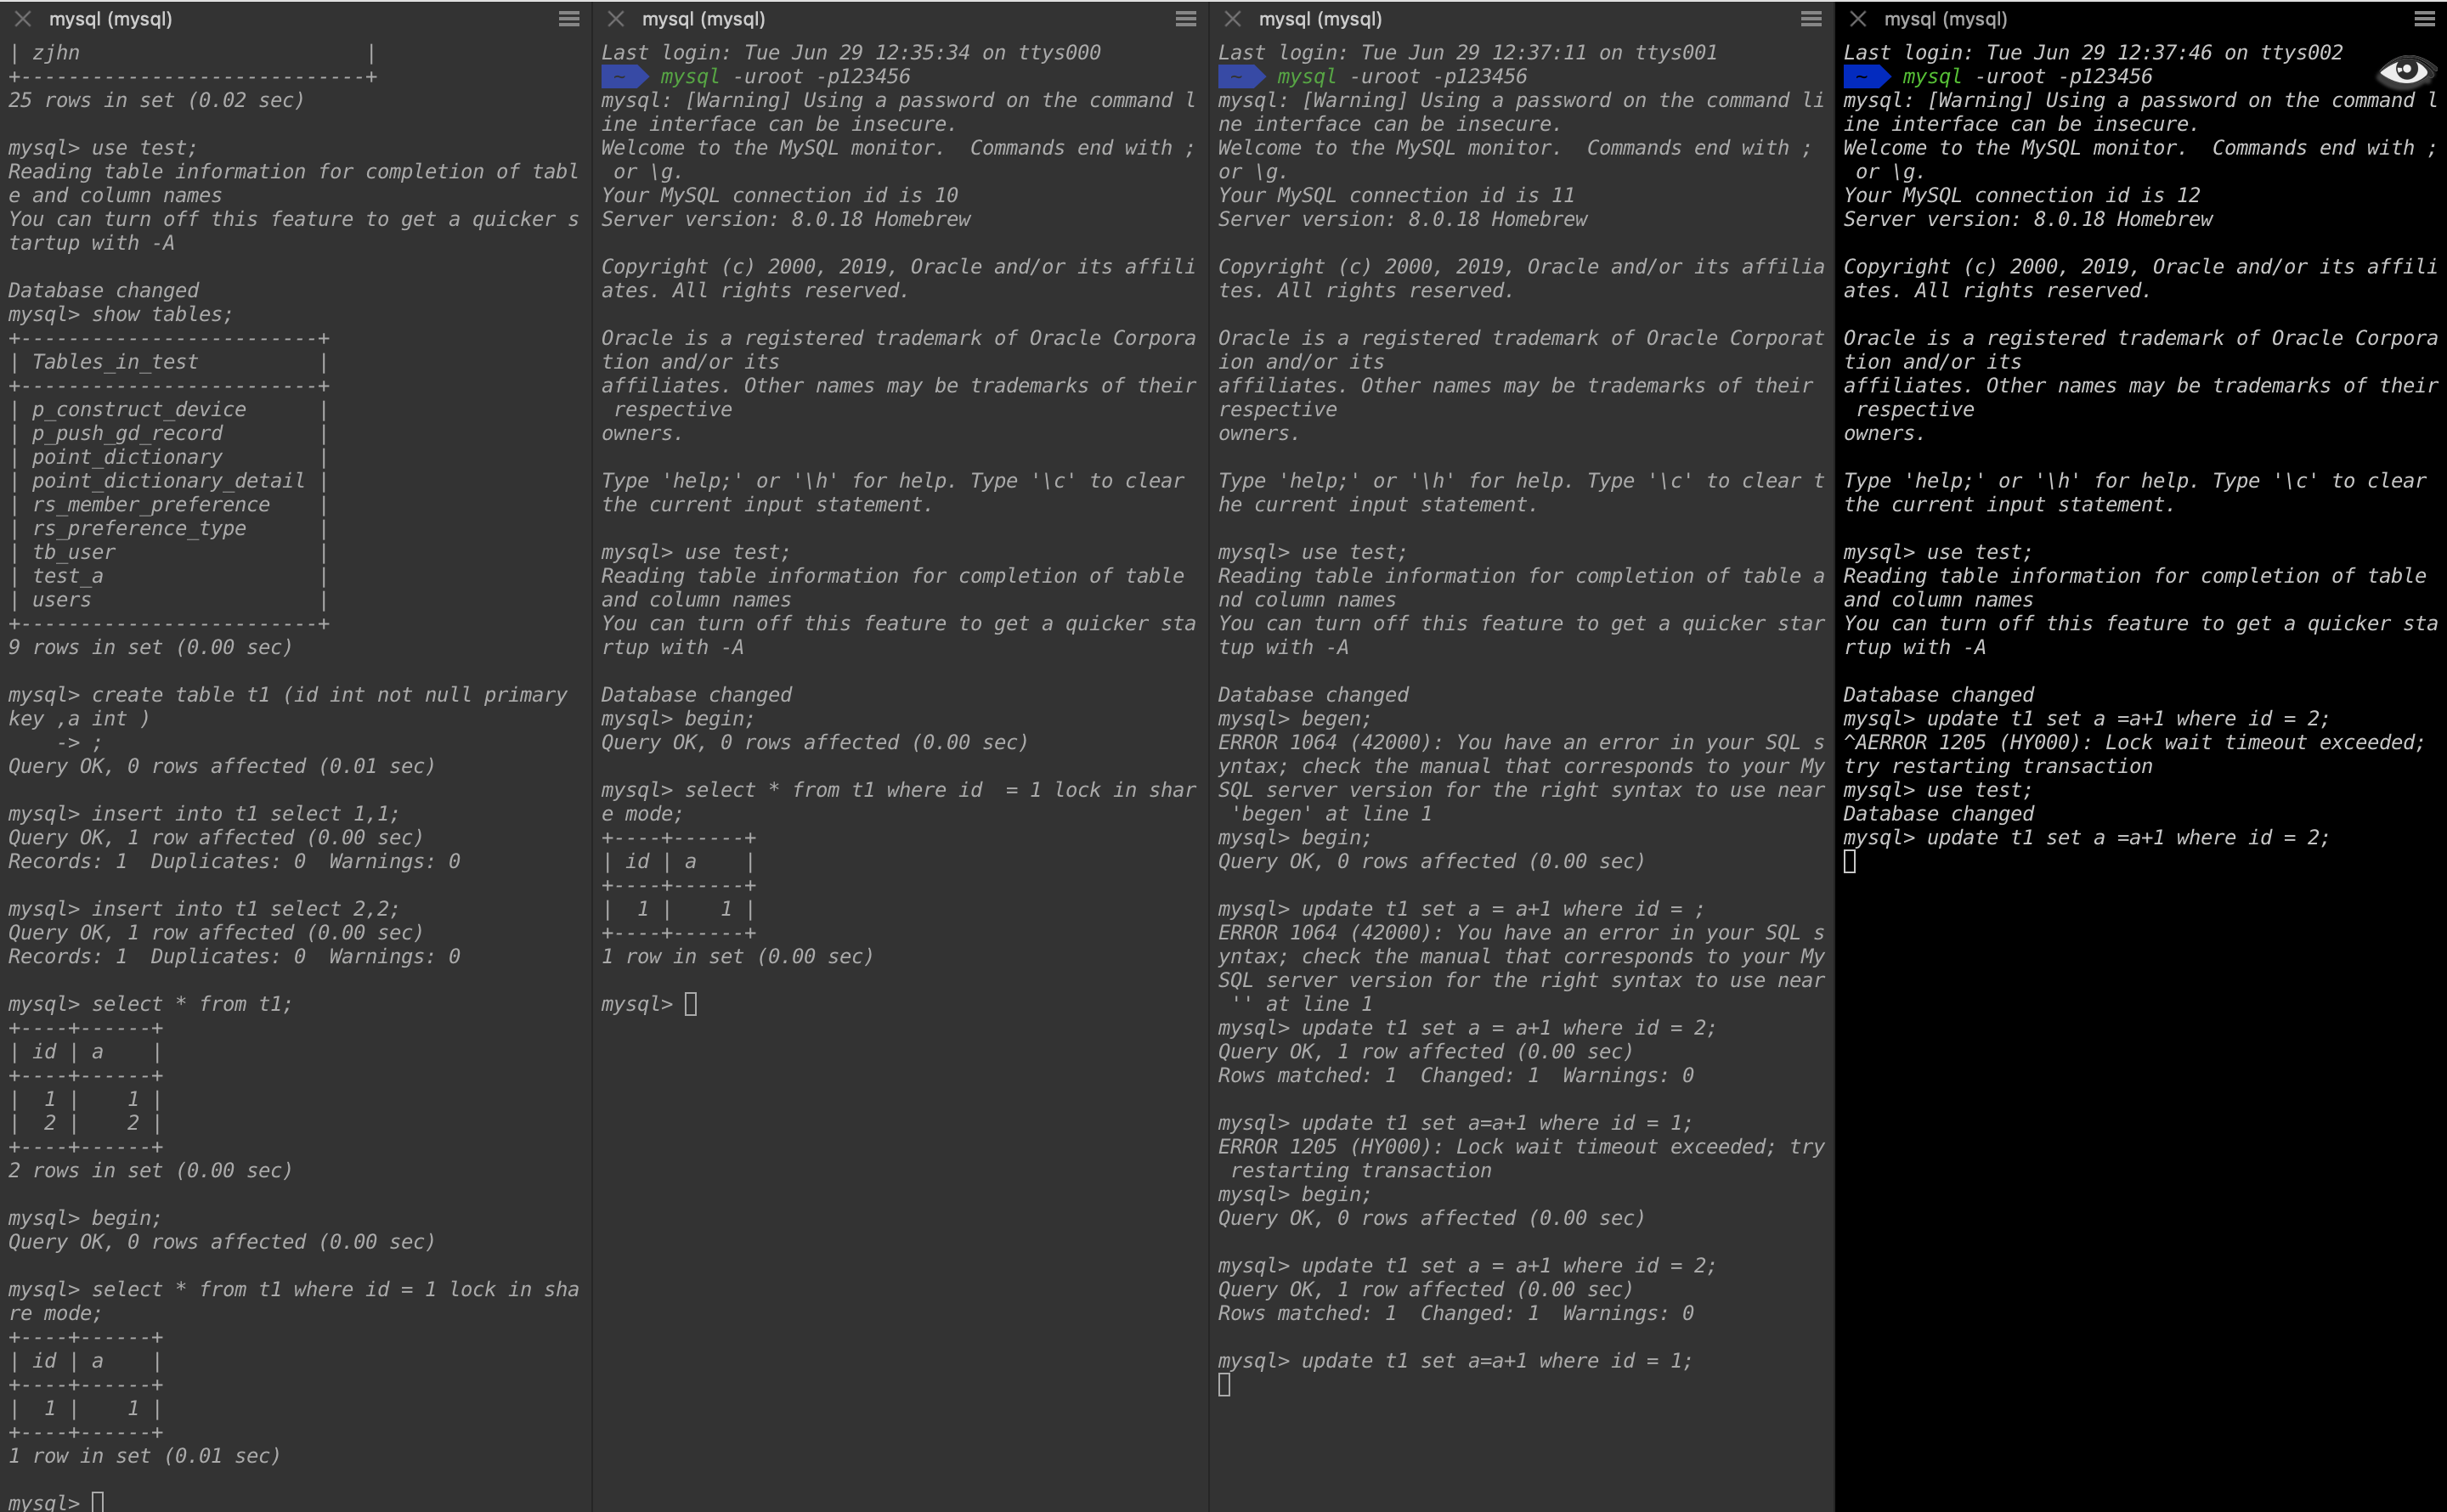 mysql (mysql)
| zjhn                        |
+-----------------------------+
25 rows in set (0.02 sec)
mysql> use test;
Reading table information for completion of tabl
e and column names
You can turn off this feature to get a quicker s
tartup with -A
Database changed
mysql> show tables;
+-------------------------+
| Tables_in_test          |
+-------------------------+
| p_construct_device      |
| p_push_gd_record        |
| point_dictionary        |
| point_dictionary_detail |
| rs_member_preference    |
| rs_preference_type      |
| tb_user                 |
| test_a                  |
| users                   |
+-------------------------+
9 rows in set (0.00 sec)
mysql> create table t1 (id int not null primary
key ,a int )
    -> ;
Query OK, 0 rows affected (0.01 sec)
mysql> insert into t1 select 1,1;
Query OK, 1 row affected (0.00 sec)
Records: 1  Duplicates: 0  Warnings: 0
mysql> insert into t1 select 2,2;
Query OK, 1 row affected (0.00 sec)
Records: 1  Duplicates: 0  Warnings: 0
mysql> select * from t1;
+----+------+
| id | a    |
+----+------+
|  1 |    1 |
|  2 |    2 |
+----+------+
2 rows in set (0.00 sec)
mysql> begin;
Query OK, 0 rows affected (0.00 sec)
mysql> select * from t1 where id = 1 lock in sha
re mode;
+----+------+
| id | a    |
+----+------+
|  1 |    1 |
+----+------+
1 row in set (0.01 sec)
mysql>
mysql (mysql)
Last login: Tue Jun 29 12:35:34 on ttys000
~ mysql -uroot -p123456
mysql: [Warning] Using a password on the command l
ine interface can be insecure.
Welcome to the MySQL monitor.  Commands end with ;
 or \g.
Your MySQL connection id is 10
Server version: 8.0.18 Homebrew
Copyright (c) 2000, 2019, Oracle and/or its affili
ates. All rights reserved.
Oracle is a registered trademark of Oracle Corpora
tion and/or its
affiliates. Other names may be trademarks of their
 respective
owners.
Type 'help;' or '\h' for help. Type '\c' to clear
the current input statement.
mysql> use test;
Reading table information for completion of table
and column names
You can turn off this feature to get a quicker sta
rtup with -A
Database changed
mysql> begin;
Query OK, 0 rows affected (0.00 sec)
mysql> select * from t1 where id  = 1 lock in shar
e mode;
+----+------+
| id | a    |
+----+------+
|  1 |    1 |
+----+------+
1 row in set (0.00 sec)
mysql>
mysql (mysql)
Last login: Tue Jun 29 12:37:11 on ttys001
~ mysql -uroot -p123456
mysql: [Warning] Using a password on the command li
ne interface can be insecure.
Welcome to the MySQL monitor.  Commands end with ;
or \g.
Your MySQL connection id is 11
Server version: 8.0.18 Homebrew
Copyright (c) 2000, 2019, Oracle and/or its affilia
tes. All rights reserved.
Oracle is a registered trademark of Oracle Corporat
ion and/or its
affiliates. Other names may be trademarks of their
respective
owners.
Type 'help;' or '\h' for help. Type '\c' to clear t
he current input statement.
mysql> use test;
Reading table information for completion of table a
nd column names
You can turn off this feature to get a quicker star
tup with -A
Database changed
mysql> begen;
ERROR 1064 (42000): You have an error in your SQL s
yntax; check the manual that corresponds to your My
SQL server version for the right syntax to use near
 'begen' at line 1
mysql> begin;
Query OK, 0 rows affected (0.00 sec)
mysql> update t1 set a = a+1 where id = ;
ERROR 1064 (42000): You have an error in your SQL s
yntax; check the manual that corresponds to your My
SQL server version for the right syntax to use near
 '' at line 1
mysql> update t1 set a = a+1 where id = 2;
Query OK, 1 row affected (0.00 sec)
Rows matched: 1  Changed: 1  Warnings: 0
mysql> update t1 set a=a+1 where id = 1;
ERROR 1205 (HY000): Lock wait timeout exceeded; try
 restarting transaction
mysql> begin;
Query OK, 0 rows affected (0.00 sec)
mysql> update t1 set a = a+1 where id = 2;
Query OK, 1 row affected (0.00 sec)
Rows matched: 1  Changed: 1  Warnings: 0
mysql> update t1 set a=a+1 where id = 1;
mysql (mysql)
Last login: Tue Jun 29 12:37:46 on ttys002
~ mysql -uroot -p123456
mysql: [Warning] Using a password on the command l
ine interface can be insecure.
Welcome to the MySQL monitor.  Commands end with ;
 or \g.
Your MySQL connection id is 12
Server version: 8.0.18 Homebrew
Copyright (c) 2000, 2019, Oracle and/or its affili
ates. All rights reserved.
Oracle is a registered trademark of Oracle Corpora
tion and/or its
affiliates. Other names may be trademarks of their
 respective
owners.
Type 'help;' or '\h' for help. Type '\c' to clear
the current input statement.
mysql> use test;
Reading table information for completion of table
and column names
You can turn off this feature to get a quicker sta
rtup with -A
Database changed
mysql> update t1 set a =a+1 where id = 2;
^AERROR 1205 (HY000): Lock wait timeout exceeded;
try restarting transaction
mysql> use test;
Database changed
mysql> update t1 set a =a+1 where id = 2;